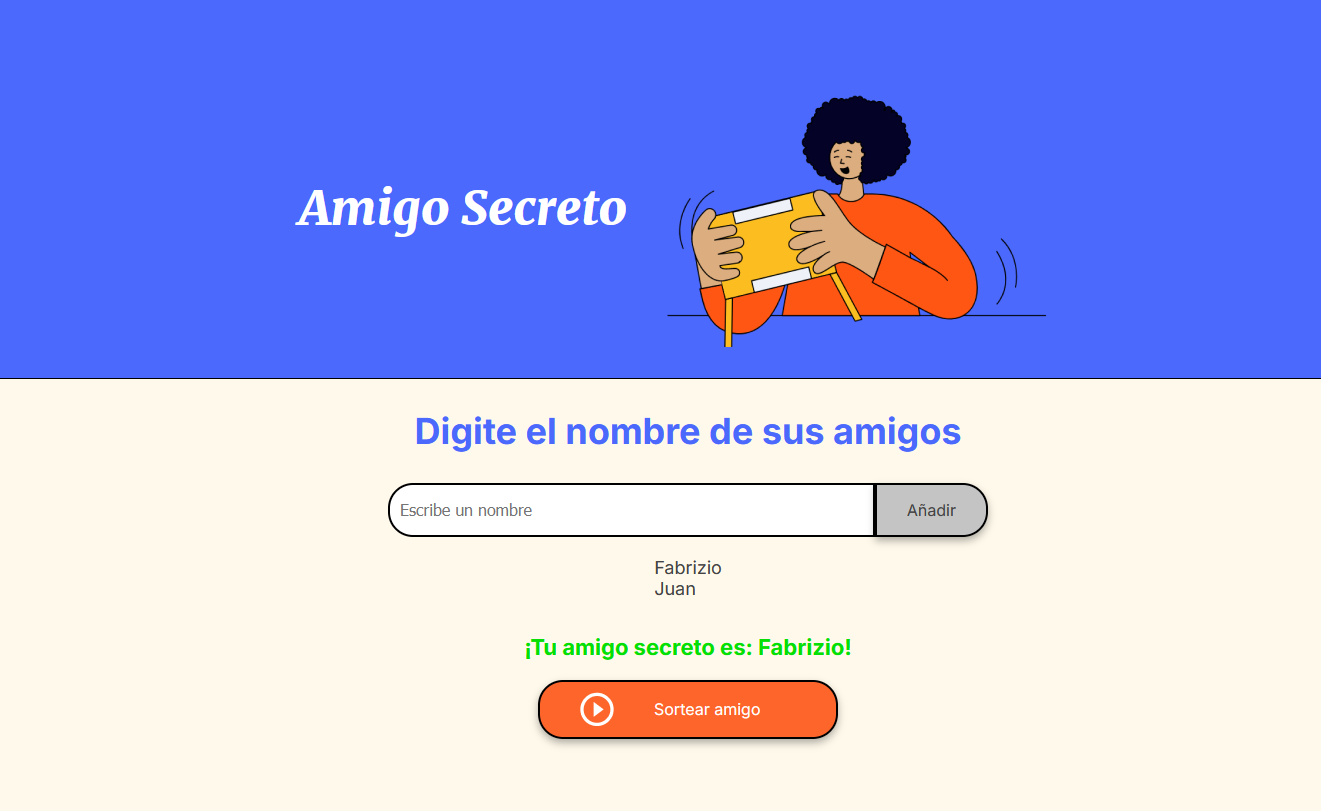 Amigo Secreto
Digite el nombre de sus amigos
Escribe un nombre
Añadir
Fabrizio
Juan
¡Tu amigo secreto es: Fabrizio!
Sortear amigo